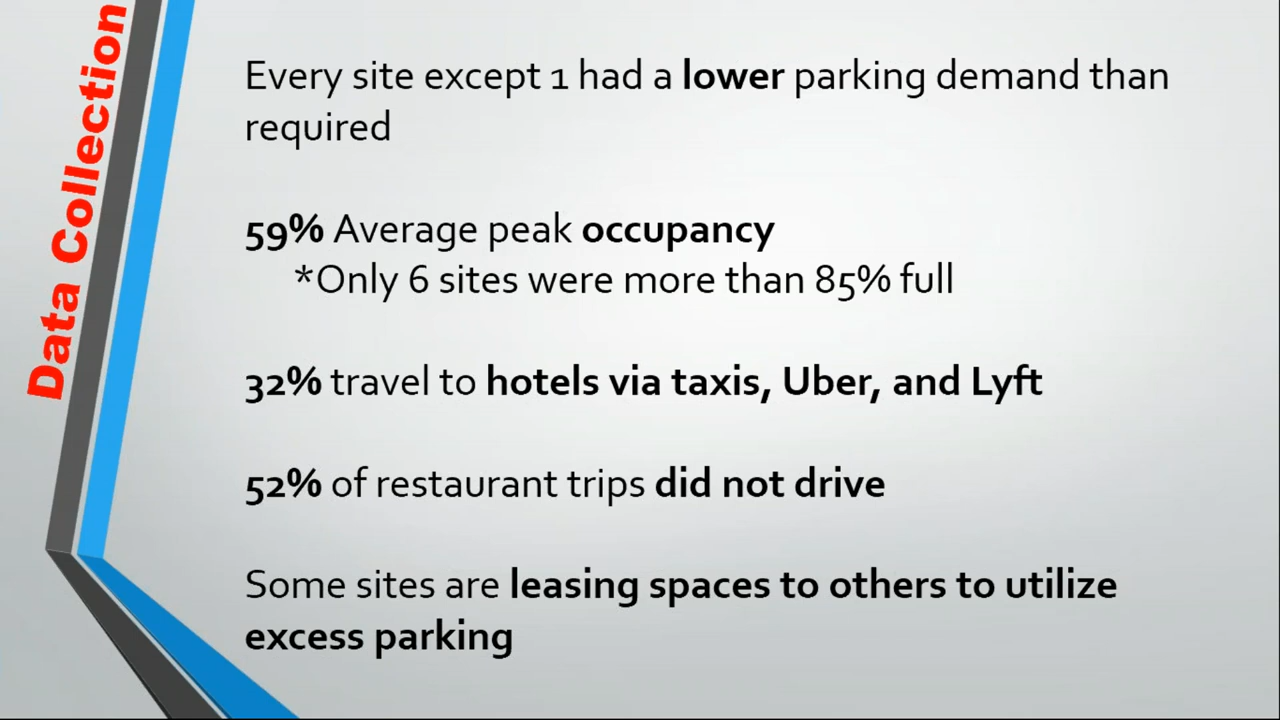 Data Collection
Every site except 1 had a lower parking demand than
required
59% Average peak occupancy
*Only 6 sites were more than 85% full
32% travel to hotels via taxis, Uber, and Lyft
52% of restaurant trips did not drive
Some sites are leasing spaces to others to utilize
excess parking